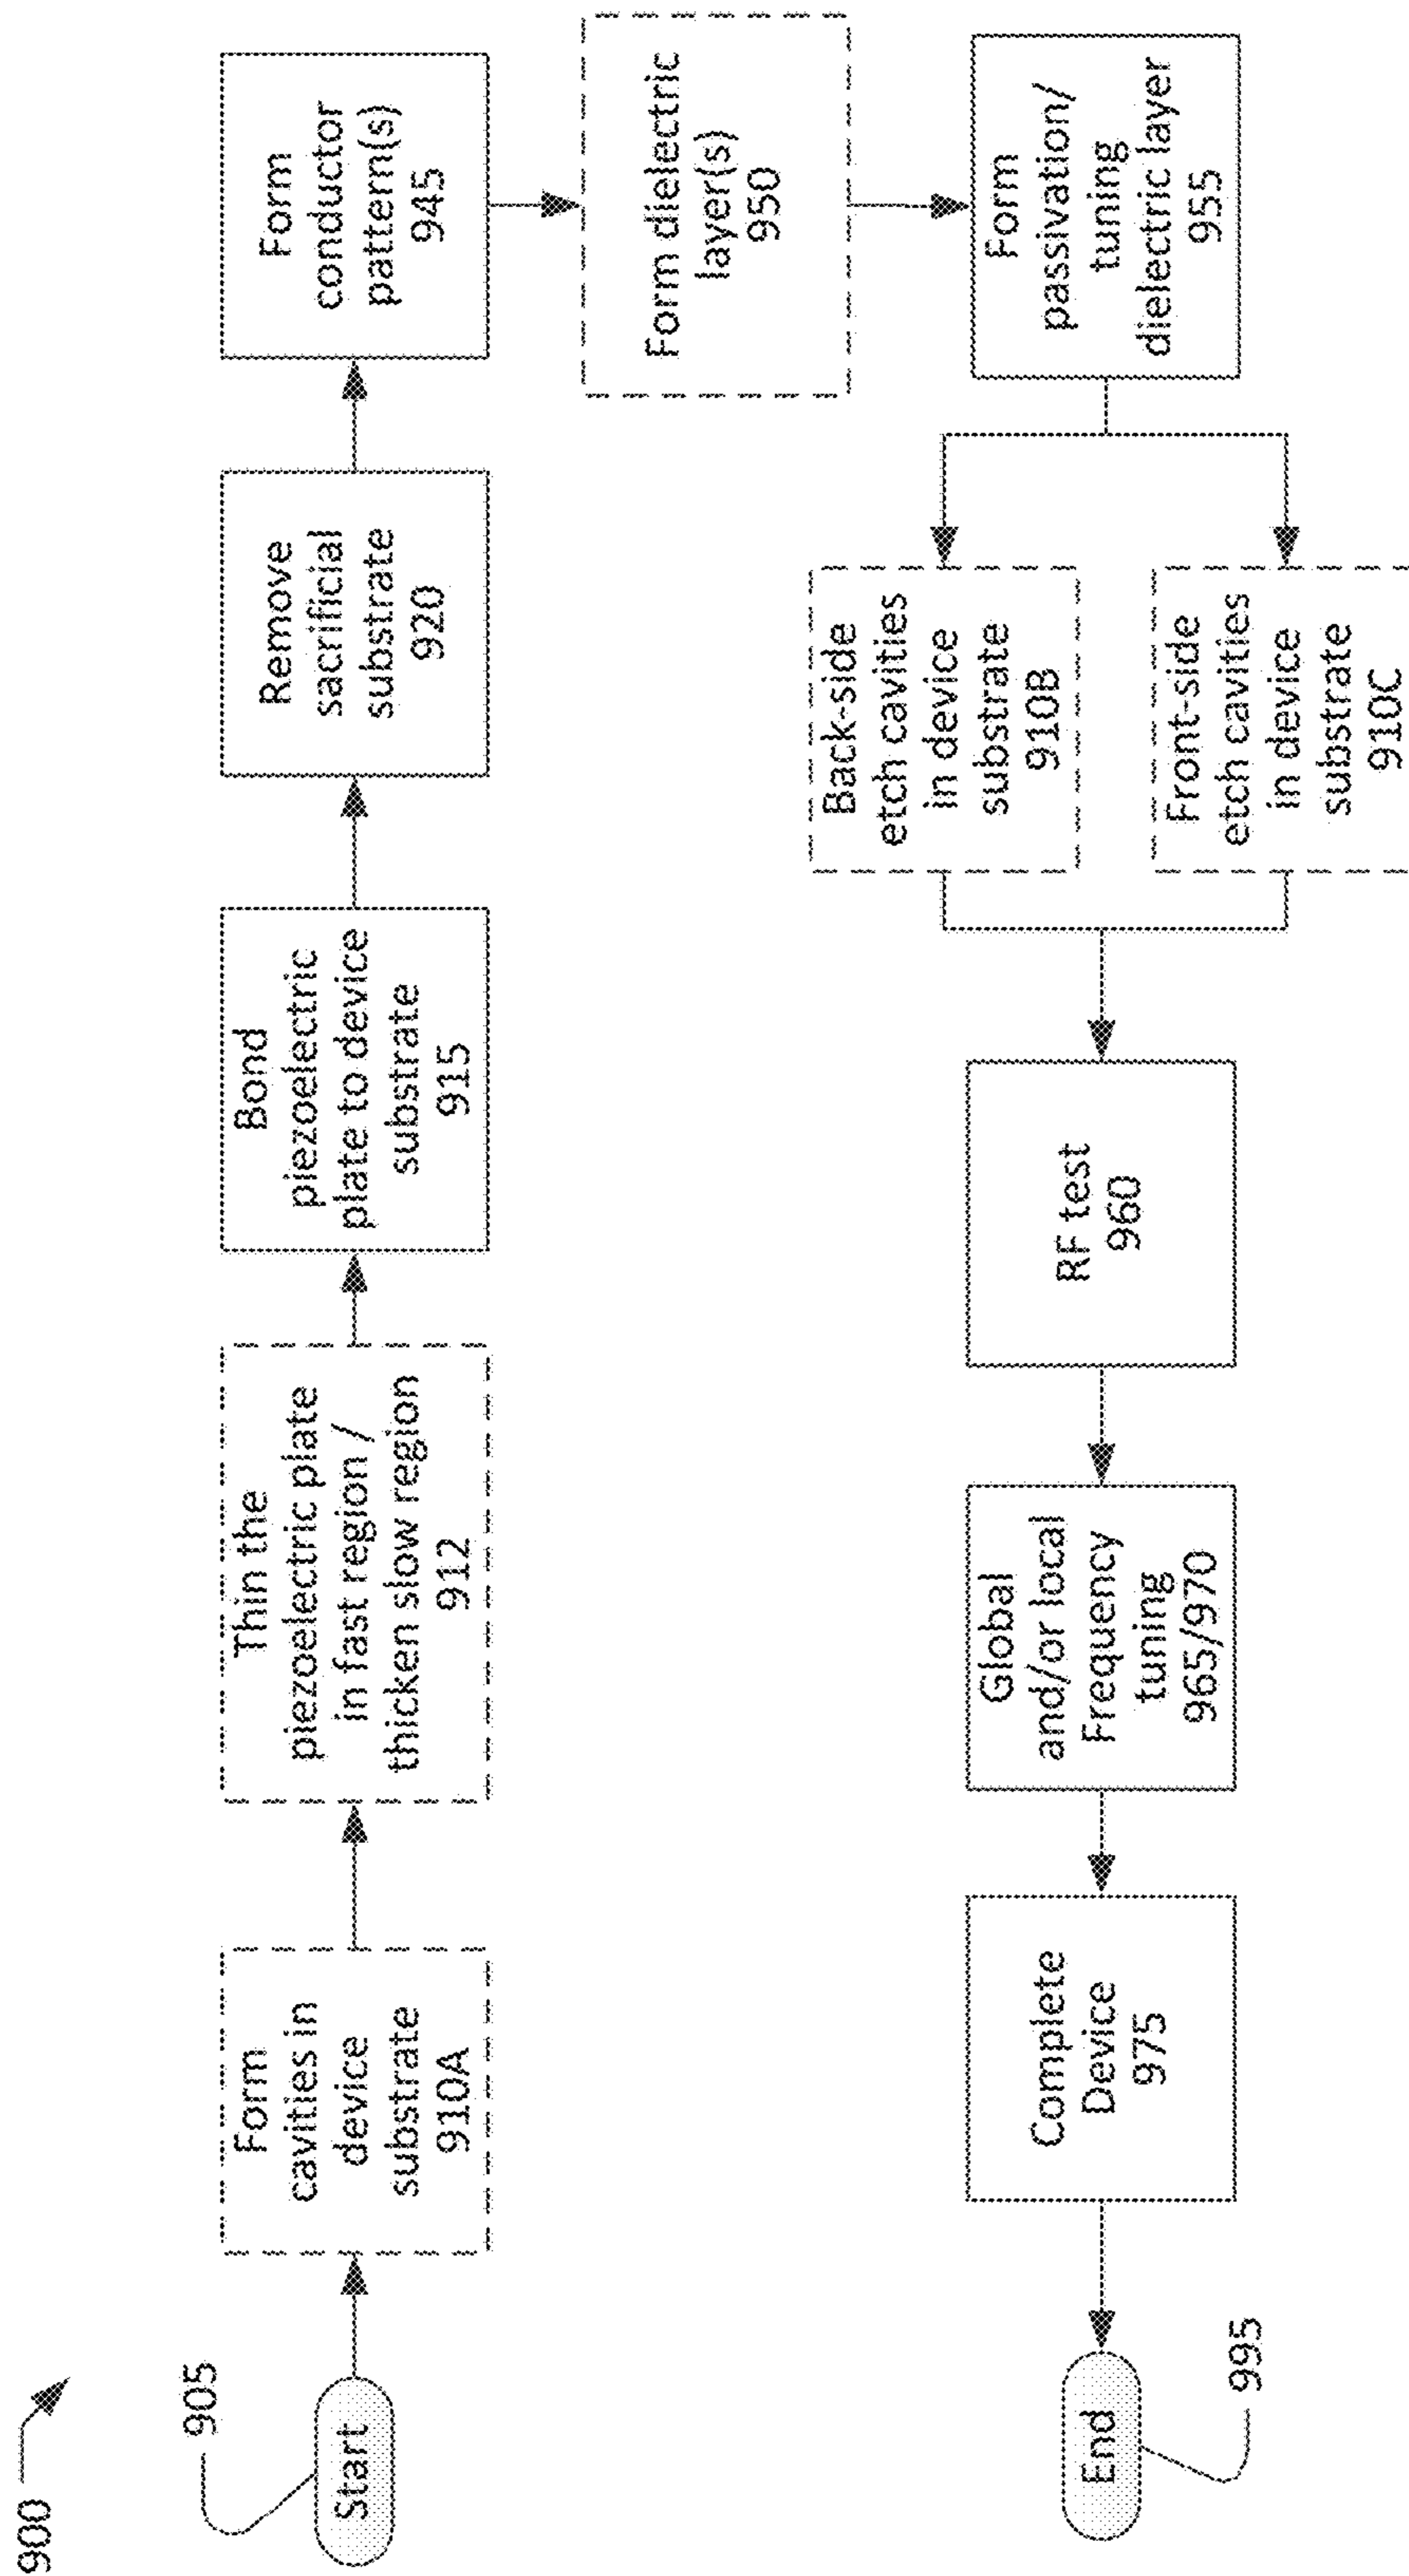 900
905
Start
Form
cavities in
device
substrate
910A
Thin the
piezoelectric plate
in fast region /
thicken slow region
912
Bond
piezoelectric
plate to device
substrate
915
Remove
sacrificial
substrate
920
Form
conductor
pattern(s)
945
Form dielectric
layer(s)
950
Form
passivation/
tuning
dielectric layer
955
Back-side
etch cavities
in device
substrate
910B
Front-side
etch cavities
in device
substrate
910C
RF test
960
Global
and/or local
Frequency
tuning
965/970
Complete
Device
975
End
995